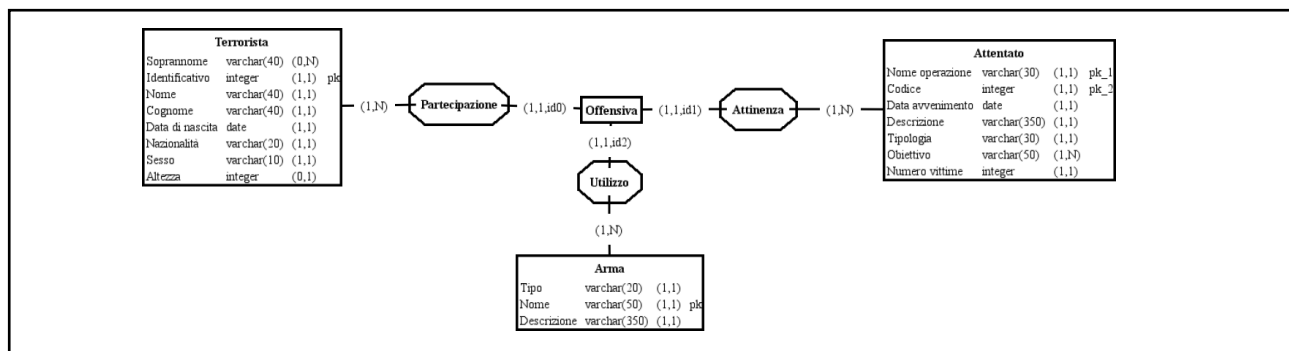 Terrorista
Soprannome varchar(40) (0,N)
Identificativo integer (1,1) pk
Nome varchar(40) (1,1)
Cognome varchar(40) (1,1)
Data di nascita date (1,1)
Nazionalità varchar(20) (1,1)
Sesso varchar(10) (1,1)
Altezza integer (0,1)
(1,N)
Partecipazione
(1,1,id0)
Offensiva
(1,1,id1)
Attinenza
(1,N)
Attentato
Nome operazione varchar(30) (1,1) pk_1
Codice integer (1,1) pk_2
Data avvenimento date (1,1)
Descrizione varchar(350) (1,1)
Tipologia varchar(30) (1,1)
Obiettivo varchar(50) (1,N)
Numero vittime integer (1,1)
(1,1,id2)
Utilizzo
(1,N)
Arma
Tipo varchar(20) (1,1)
Nome varchar(50) (1,1) pk
Descrizione varchar(350) (1,1)